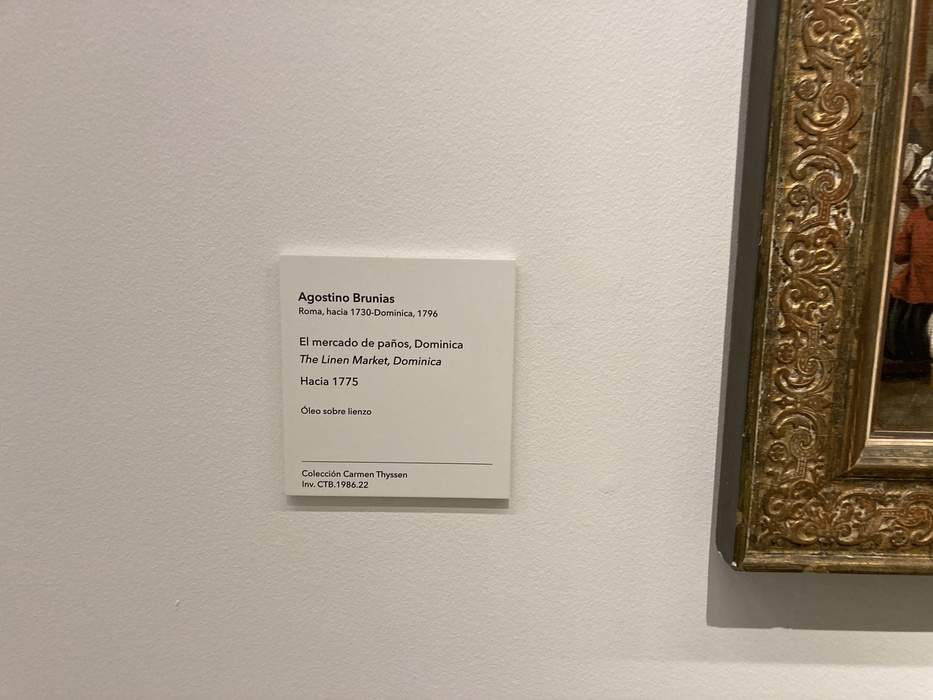 Agostino Brunias
Roma, hacia 1730-Dominica, 1796
El mercado de paños, Dominica
The Linen Market, Dominica
Hacia 1775
Óleo sobre lienzo
Colección Carmen Thyssen
Inv. CTB.1986.22